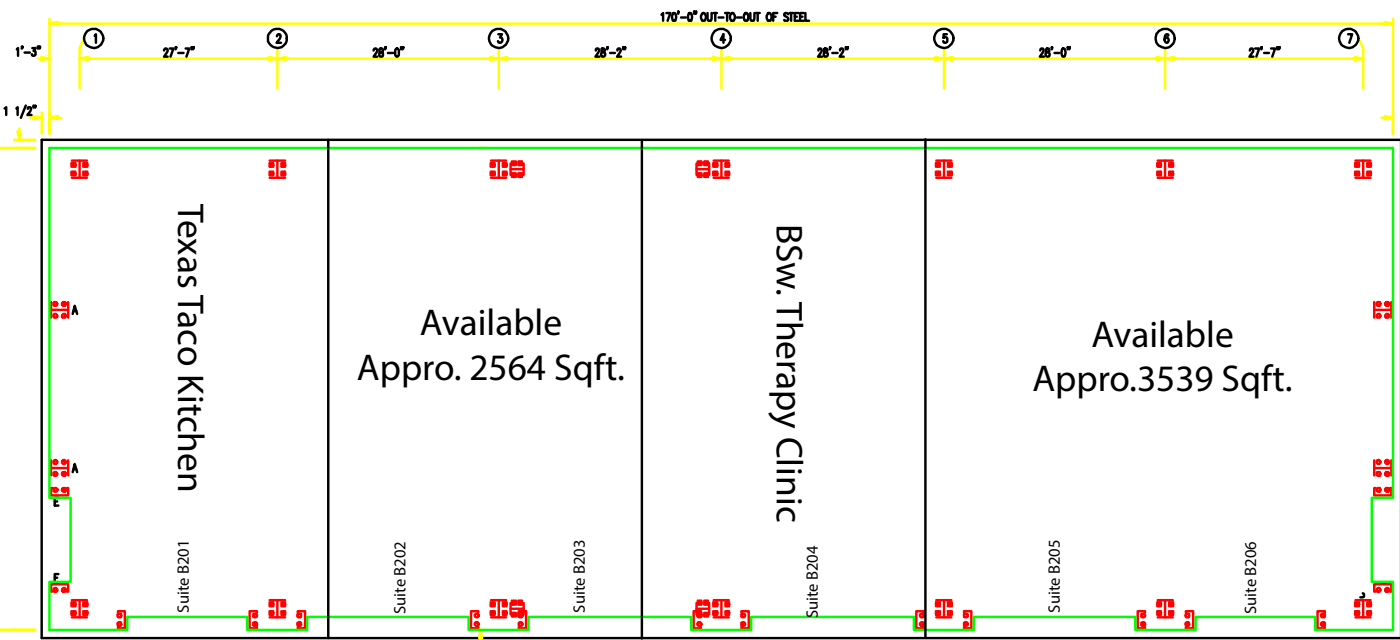 170'-0" OUT-TO-OUT OF STEEL
1 2 3 4 5 6 7
1'-3" 27'-7" 28'-0" 28'-2" 28'-2" 28'-0" 27'-7"
1 1/2"
Texas Taco Kitchen
Available
Appro. 2564 Sqft.
BSw. Therapy Clinic
Available
Appro.3539 Sqft.
A
A
E
F
Suite B201
Suite B202
Suite B203
Suite B204
Suite B205
Suite B206